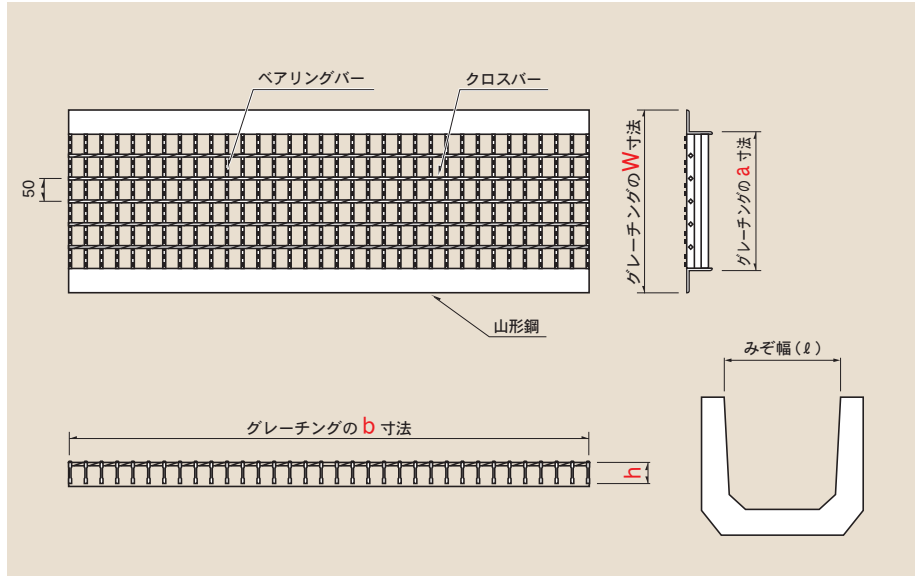 ベアリングバー
クロスバー
50
グレーチングのW寸法
グレーチングのa寸法
山形鋼
みぞ幅(ℓ)
グレーチングのb寸法
h